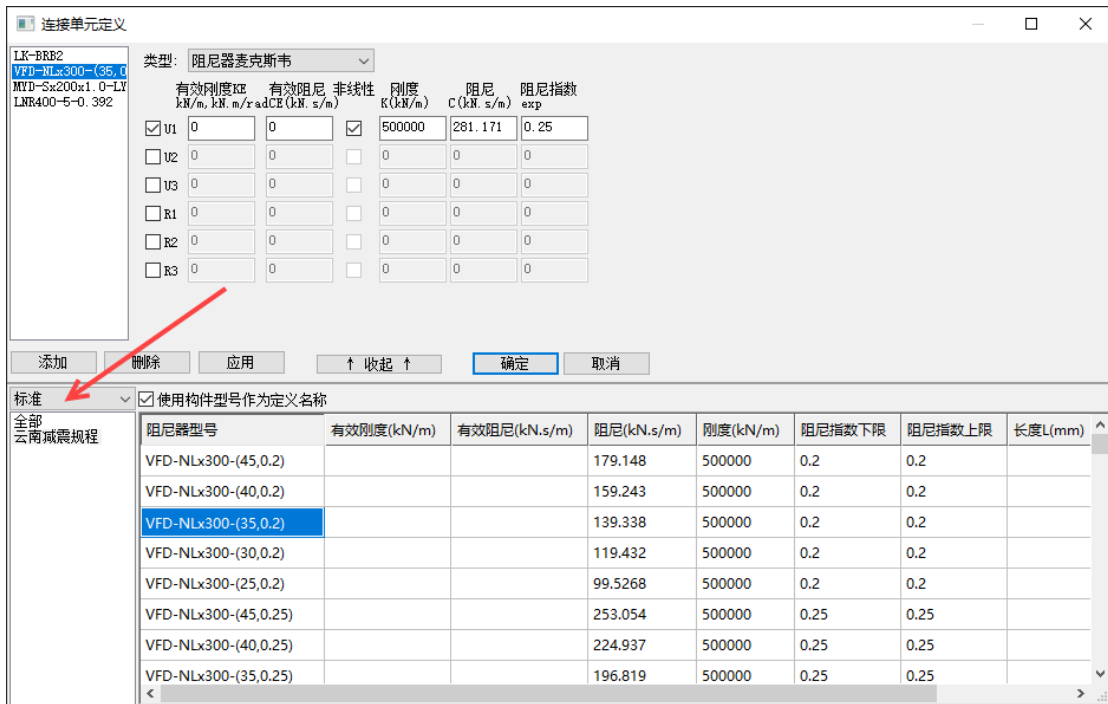 连接单元定义
LK-BRB2
VFD-NLx300-(35,0
MYD-Sx200x1.0-LY
LNR400-5-0.392
类型: 阻尼器麦克斯韦
有效刚度KE 有效阻尼 非线性 刚度 阻尼 阻尼指数
kN/m,kN.m/radCE(kN.s/m) K(kN/m) C(kN.s/m) exp
U1 0 0 500000 281.171 0.25
U2 0 0 0 0 0
U3 0 0 0 0 0
R1 0 0 0 0 0
R2 0 0 0 0 0
R3 0 0 0 0 0
添加 删除 应用 ↑ 收起 ↑ 确定 取消
标准 使用构件型号作为定义名称
全部
云南减震规程
阻尼器型号 有效刚度(kN/m) 有效阻尼(kN.s/m) 阻尼(kN.s/m) 刚度(kN/m) 阻尼指数下限 阻尼指数上限 长度L(mm)
VFD-NLx300-(45,0.2) 179.148 500000 0.2 0.2
VFD-NLx300-(40,0.2) 159.243 500000 0.2 0.2
VFD-NLx300-(35,0.2) 139.338 500000 0.2 0.2
VFD-NLx300-(30,0.2) 119.432 500000 0.2 0.2
VFD-NLx300-(25,0.2) 99.5268 500000 0.2 0.2
VFD-NLx300-(45,0.25) 253.054 500000 0.25 0.25
VFD-NLx300-(40,0.25) 224.937 500000 0.25 0.25
VFD-NLx300-(35,0.25) 196.819 500000 0.25 0.25